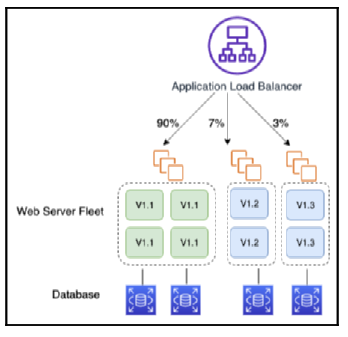 Application Load Balancer
90% 7% 3%
Web Server Fleet
V1.1 V1.1 V1.2 V1.3
V1.1 V1.1 V1.2 V1.3
Database